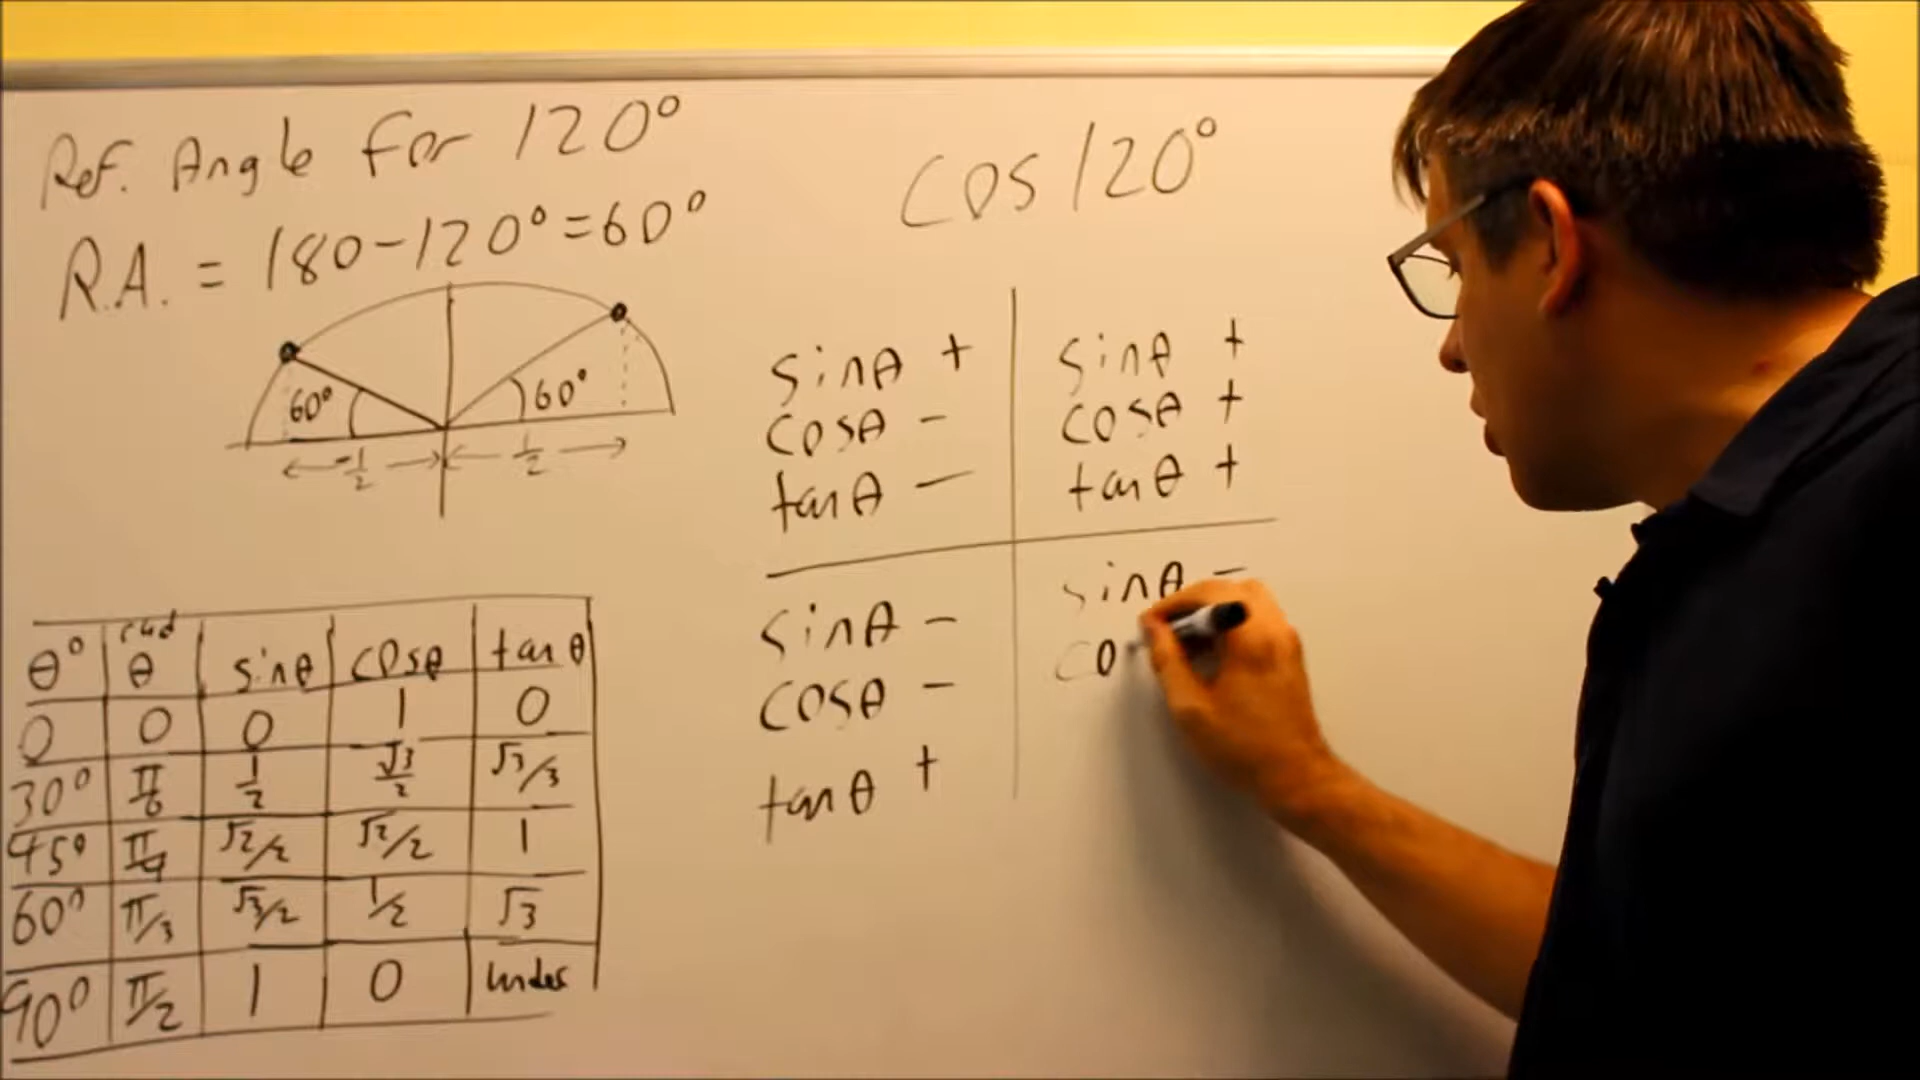 Ref. Angle for 120°
R.A. = 180-120°=60°
60° 60°
-1/2 1/2
cos 120°
sinθ + sinθ +
cosθ - cosθ +
tanθ - tanθ +
sinθ - sinθ -
cosθ - co
tanθ +
θ° rad θ sinθ cosθ tanθ
0 0 0 1 0
30° π/6 1/2 √3/2 √3/3
45° π/4 √2/2 √2/2 1
60° π/3 √3/2 1/2 √3
90° π/2 1 0 undef